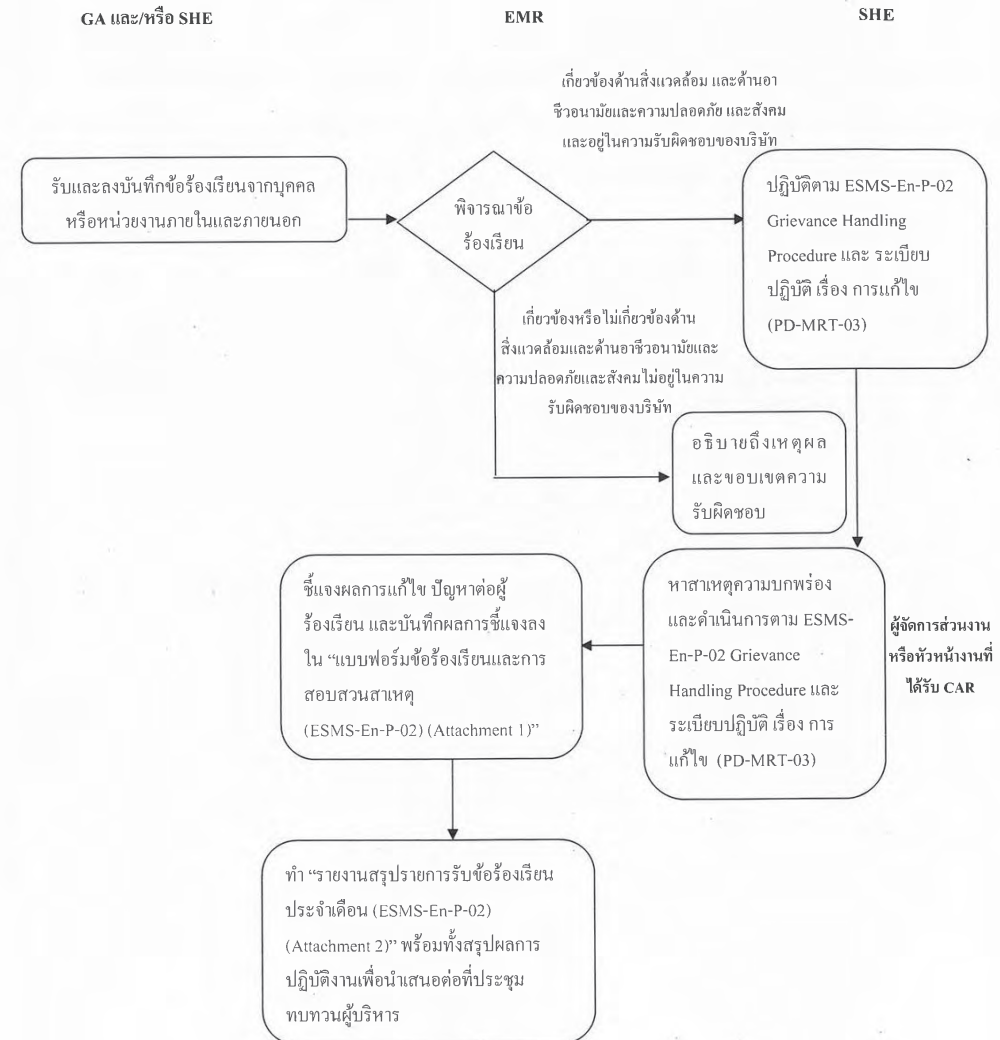 GA และ/หรือ SHE
EMR
SHE
เกี่ยวข้องด้านสิ่งแวดล้อม และด้านอา
ชีวอนามัยและความปลอดภัย และสังคม
และอยู่ในความรับผิดชอบของบริษัท
รับและลงบันทึกข้อร้องเรียนจากบุคคล
หรือหน่วยงานภายในและภายนอก
พิจารณาข้อ
ร้องเรียน
ปฏิบัติตาม ESMS-En-P-02
Grievance Handling
Procedure และ ระเบียบ
ปฏิบัติ เรื่อง การแก้ไข
(PD-MRT-03)
เกี่ยวข้องหรือไม่เกี่ยวข้องด้าน
สิ่งแวดล้อมและด้านอาชีวอนามัยและ
ความปลอดภัยและสังคมไม่อยู่ในความ
รับผิดชอบของบริษัท
อธิบายถึงเหตุผล
และขอบเขตความ
รับผิดชอบ
ชี้แจงผลการแก้ไข ปัญหาต่อผู้
ร้องเรียน และบันทึกผลการชี้แจงลง
ใน “แบบฟอร์มข้อร้องเรียนและการ
สอบสวนสาเหตุ
(ESMS-En-P-02) (Attachment 1)”
หาสาเหตุความบกพร่อง
และดำเนินการตาม ESMS-
En-P-02 Grievance
Handling Procedure และ
ระเบียบปฏิบัติ เรื่อง การ
แก้ไข (PD-MRT-03)
ผู้จัดการส่วนงาน
หรือหัวหน้างานที่
ได้รับ CAR
ทำ “รายงานสรุปรายการรับข้อร้องเรียน
ประจำเดือน (ESMS-En-P-02)
(Attachment 2)” พร้อมทั้งสรุปผลการ
ปฏิบัติงานเพื่อนำเสนอต่อที่ประชุม
ทบทวนผู้บริหาร